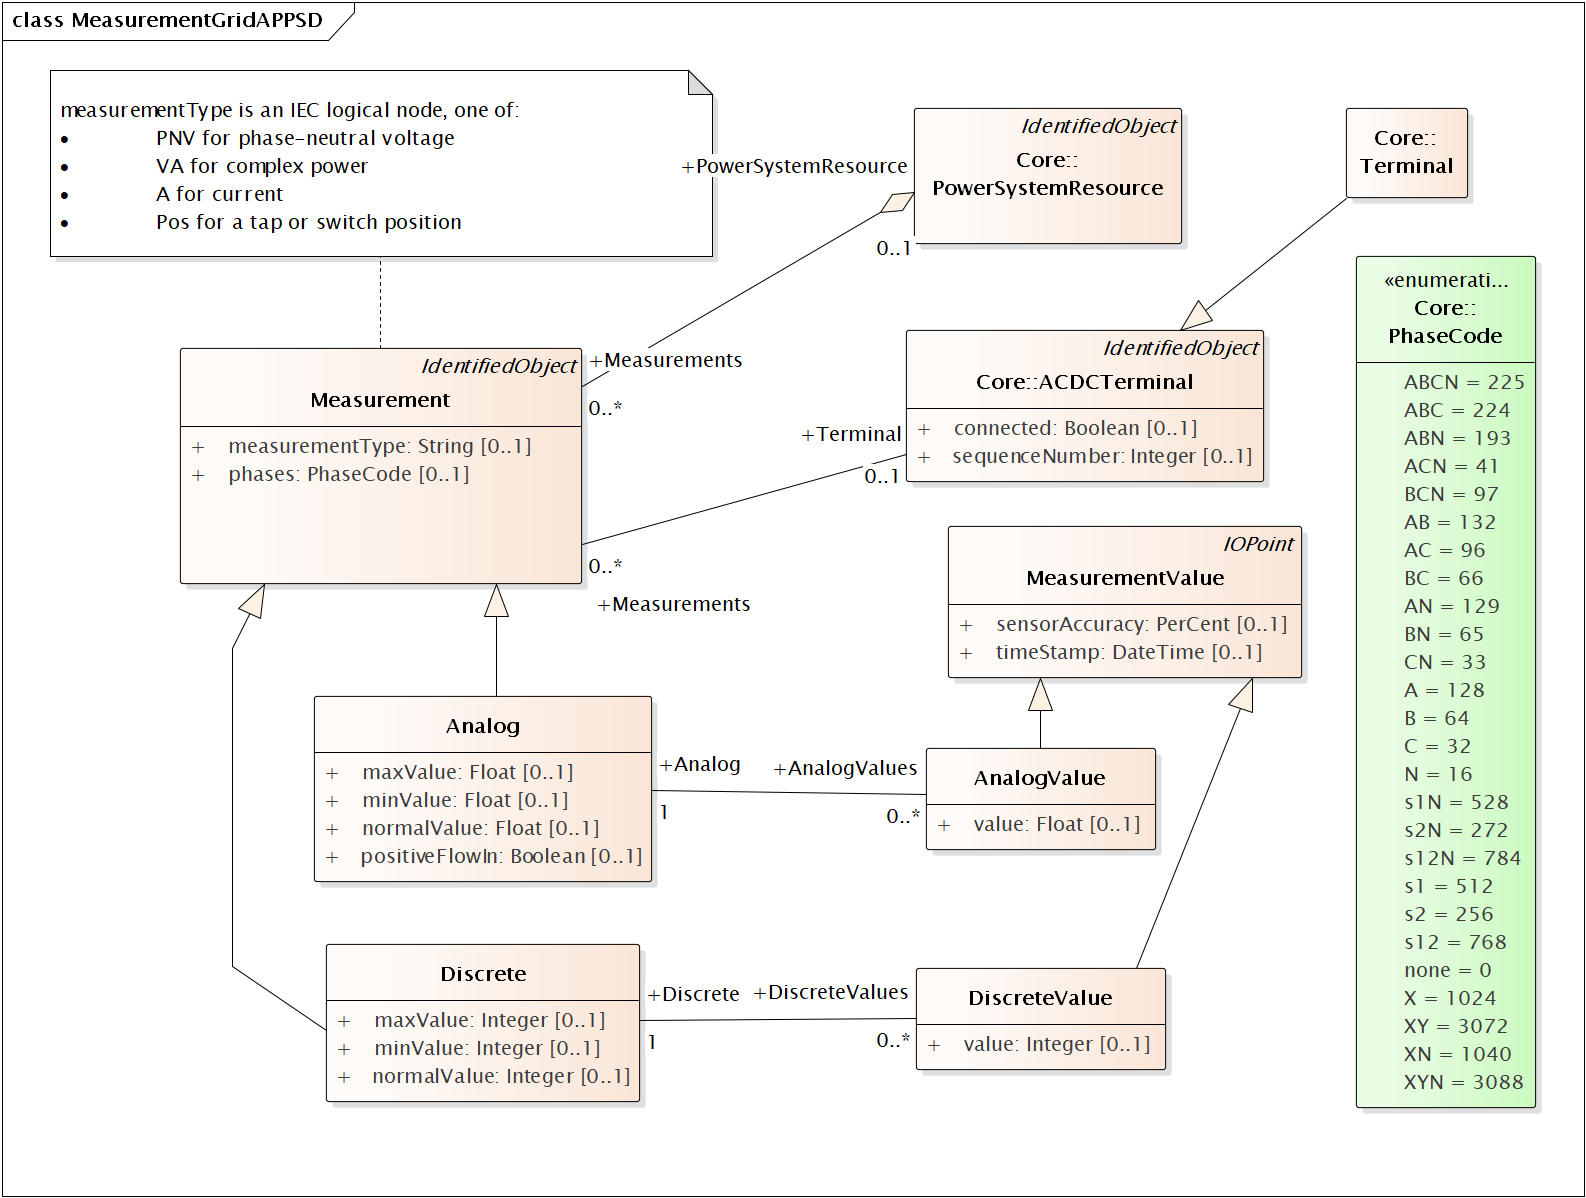 class MeasurementGridAPPSD
measurementType is an IEC logical node, one of:
• PNV for phase-neutral voltage
• VA for complex power
• A for current
• Pos for a tap or switch position
+PowerSystemResource
0..1
IdentifiedObject
Core::
PowerSystemResource
Core::
Terminal
IdentifiedObject
Measurement
+ measurementType: String [0..1]
+ phases: PhaseCode [0..1]
+Measurements
0..*
+Terminal
0..1
0..*
+Measurements
IdentifiedObject
Core::ACDCTerminal
+ connected: Boolean [0..1]
+ sequenceNumber: Integer [0..1]
IOPoint
MeasurementValue
+ sensorAccuracy: PerCent [0..1]
+ timeStamp: DateTime [0..1]
Analog
+ maxValue: Float [0..1]
+ minValue: Float [0..1]
+ normalValue: Float [0..1]
+ positiveFlowIn: Boolean [0..1]
+Analog
1
+AnalogValues
0..*
AnalogValue
+ value: Float [0..1]
Discrete
+ maxValue: Integer [0..1]
+ minValue: Integer [0..1]
+ normalValue: Integer [0..1]
+Discrete
1
+DiscreteValues
0..*
DiscreteValue
+ value: Integer [0..1]
«enumerati...
Core::
PhaseCode
ABCN = 225
ABC = 224
ABN = 193
ACN = 41
BCN = 97
AB = 132
AC = 96
BC = 66
AN = 129
BN = 65
CN = 33
A = 128
B = 64
C = 32
N = 16
s1N = 528
s2N = 272
s12N = 784
s1 = 512
s2 = 256
s12 = 768
none = 0
X = 1024
XY = 3072
XN = 1040
XYN = 3088